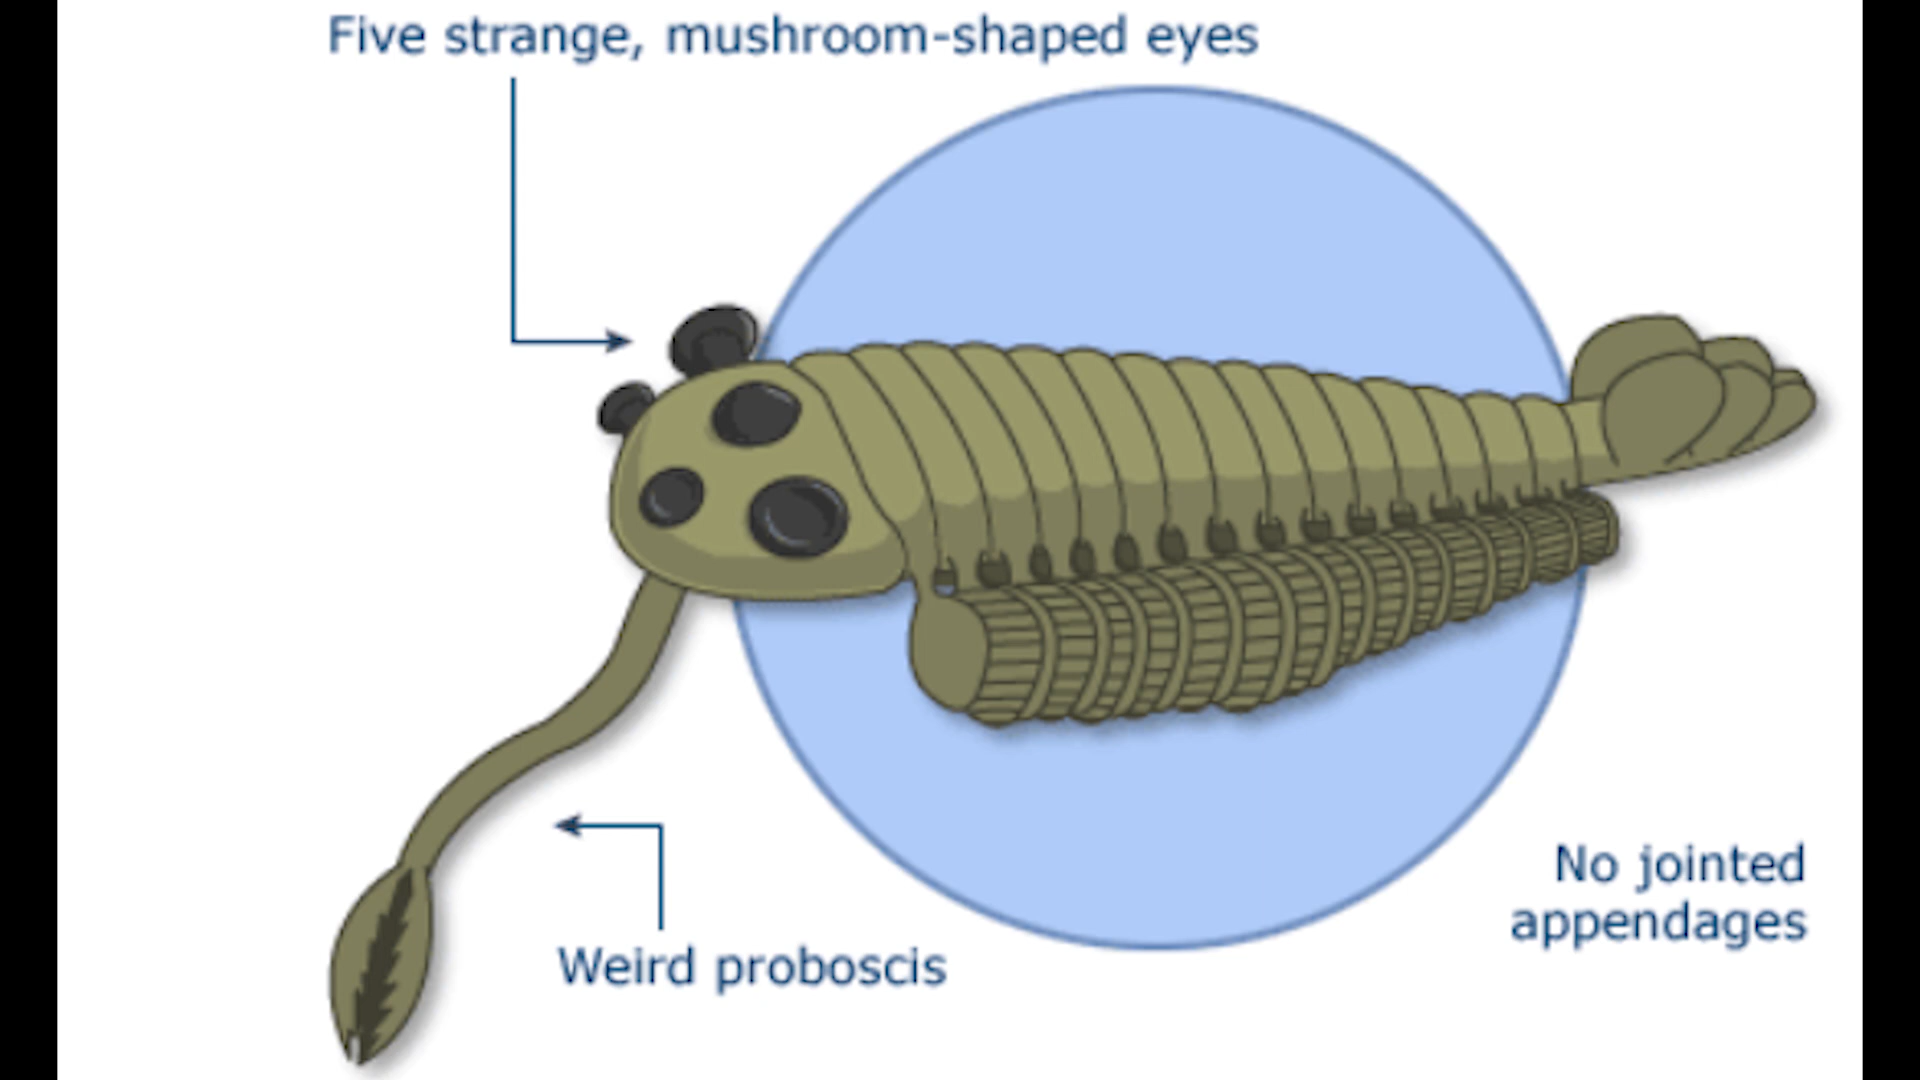 Five strange, mushroom-shaped eyes
Weird proboscis
No jointed
appendages